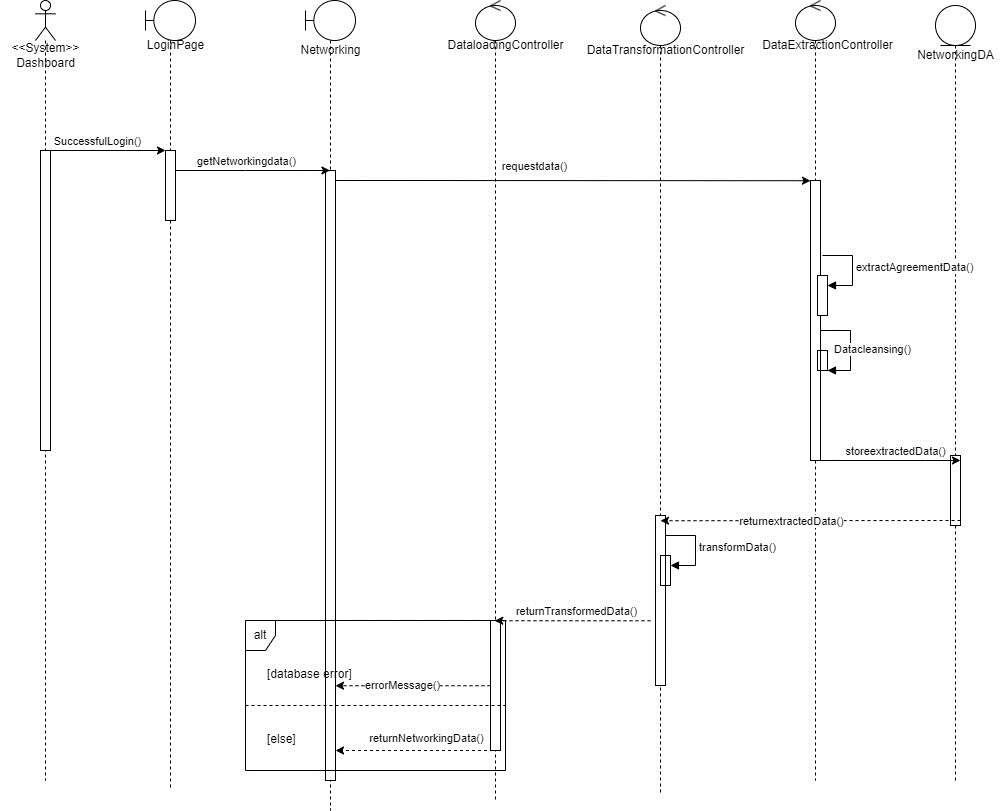 <<System>>
Dashboard
LoginPage
Networking
DataloadingController
DataTransformationController
DataExtractionController
NetworkingDA
SuccessfulLogin()
getNetworkingdata()
requestdata()
extractAgreementData()
Datacleansing()
storeextractedData()
returnextractedData()
transformData()
returnTransformedData()
alt
[database error]
errorMessage()
[else]
returnNetworkingData()